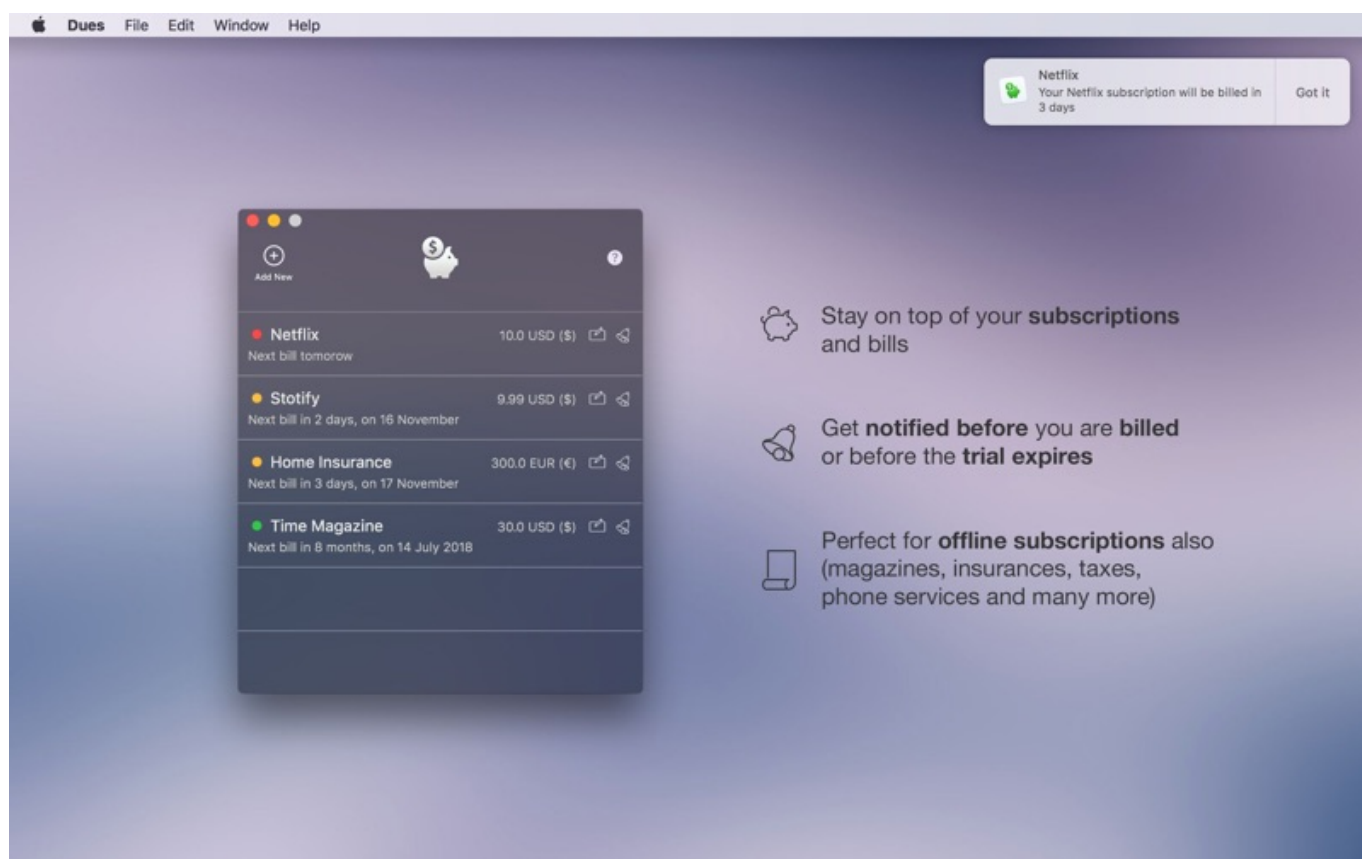 Dues File Edit Window Help
Netflix
Your Netflix subscription will be billed in
3 days
Got it
Add New
?
$
Netflix 10.0 USD ($)
Next bill tomorow
Stotify 9.99 USD ($)
Next bill in 2 days, on 16 November
Home Insurance 300.0 EUR (€)
Next bill in 3 days, on 17 November
Time Magazine 30.0 USD ($)
Next bill in 8 months, on 14 July 2018
Stay on top of your subscriptions
and bills
Get notified before you are billed
or before the trial expires
Perfect for offline subscriptions also
(magazines, insurances, taxes,
phone services and many more)